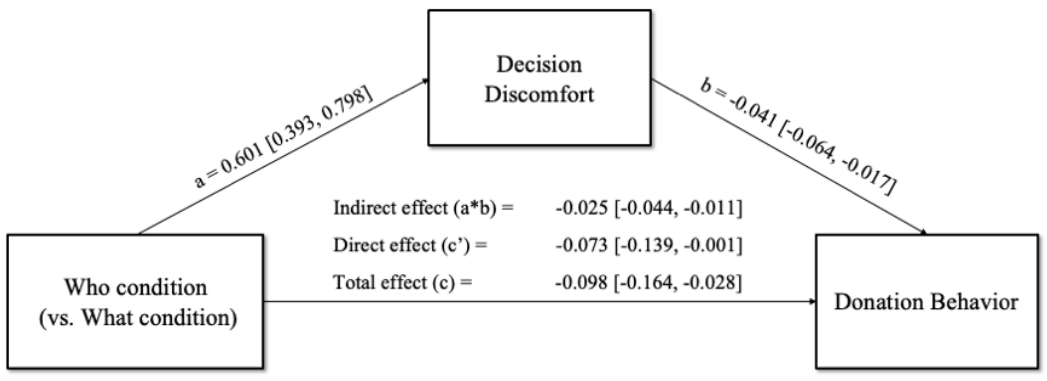 Decision
Discomfort
a = 0.601 [0.393, 0.798]
b = -0.041 [-0.064, -0.017]
Indirect effect (a*b) = -0.025 [-0.044, -0.011]
Direct effect (c’) = -0.073 [-0.139, -0.001]
Total effect (c) = -0.098 [-0.164, -0.028]
Who condition
(vs. What condition)
Donation Behavior